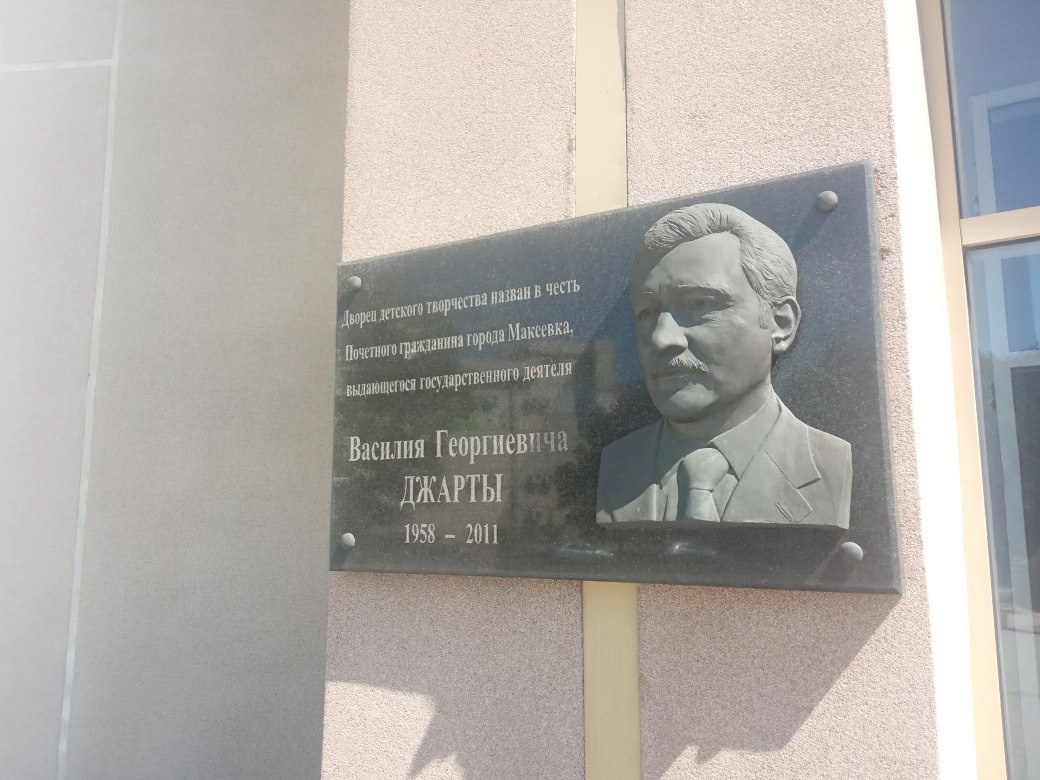 Дворец детского творчества назван в честь
Почетного гражданина города Макеевка,
выдающегося государственного деятеля
Василия Георгиевича
ДЖАРТЫ
1958 – 2011